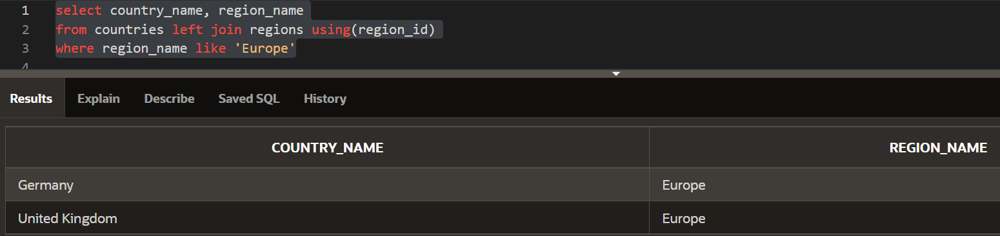 1 select country_name, region_name
2 from countries left join regions using(region_id)
3 where region_name like 'Europe'
4
Results Explain Describe Saved SQL History
COUNTRY_NAME REGION_NAME
Germany Europe
United Kingdom Europe